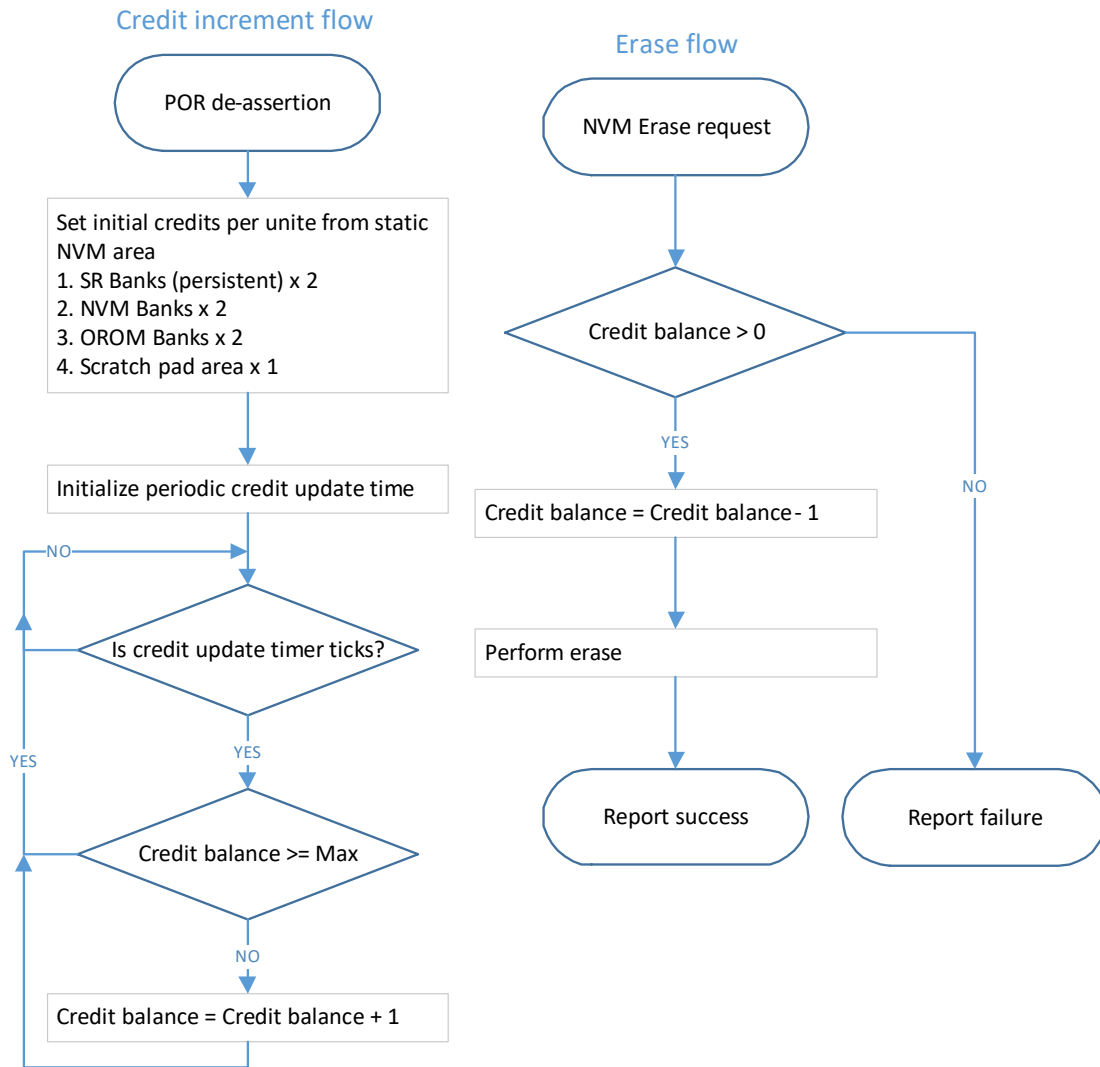 Credit increment flow
POR de-assertion
Set initial credits per unite from static
NVM area
1. SR Banks (persistent) x 2
2. NVM Banks x 2
3. OROM Banks x 2
4. Scratch pad area x 1
Initialize periodic credit update time
NO
Is credit update timer ticks?
YES
YES
Credit balance >= Max
NO
Credit balance = Credit balance + 1
Erase flow
NVM Erase request
Credit balance > 0
YES
NO
Credit balance = Credit balance - 1
Perform erase
Report success
Report failure